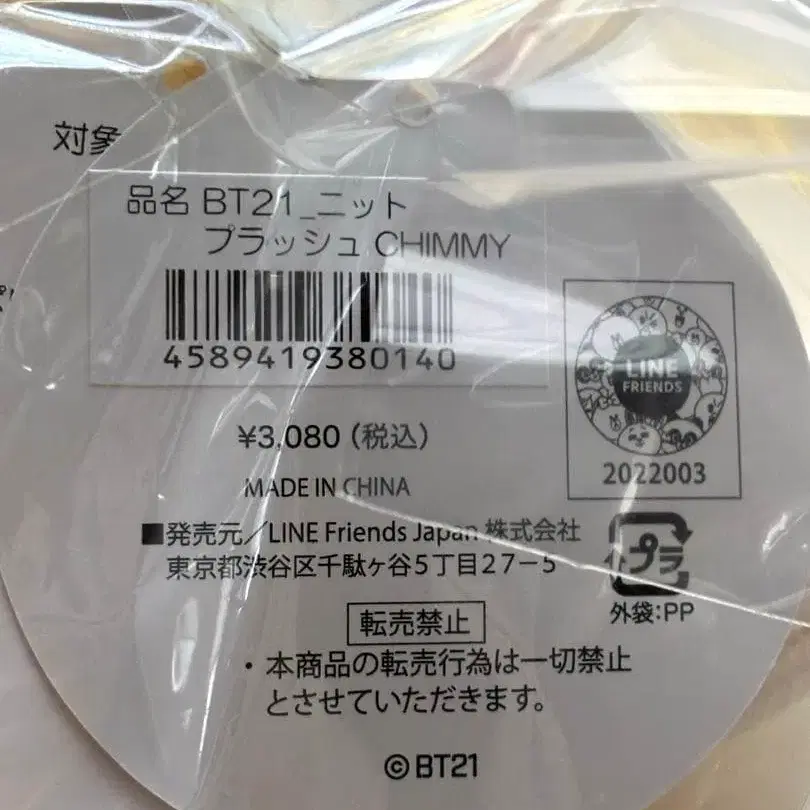 対象
品名 BT21_ニット
プラッシュ CHIMMY
4589419380140
LINE
FRIENDS
2022003
¥3,080（税込）
MADE IN CHINA
■発売元／LINE Friends Japan 株式会社
東京都渋谷区千駄ヶ谷5丁目27−5
プラ
外袋:PP
転売禁止
・本商品の転売行為は一切禁止
とさせていただきます。
©BT21